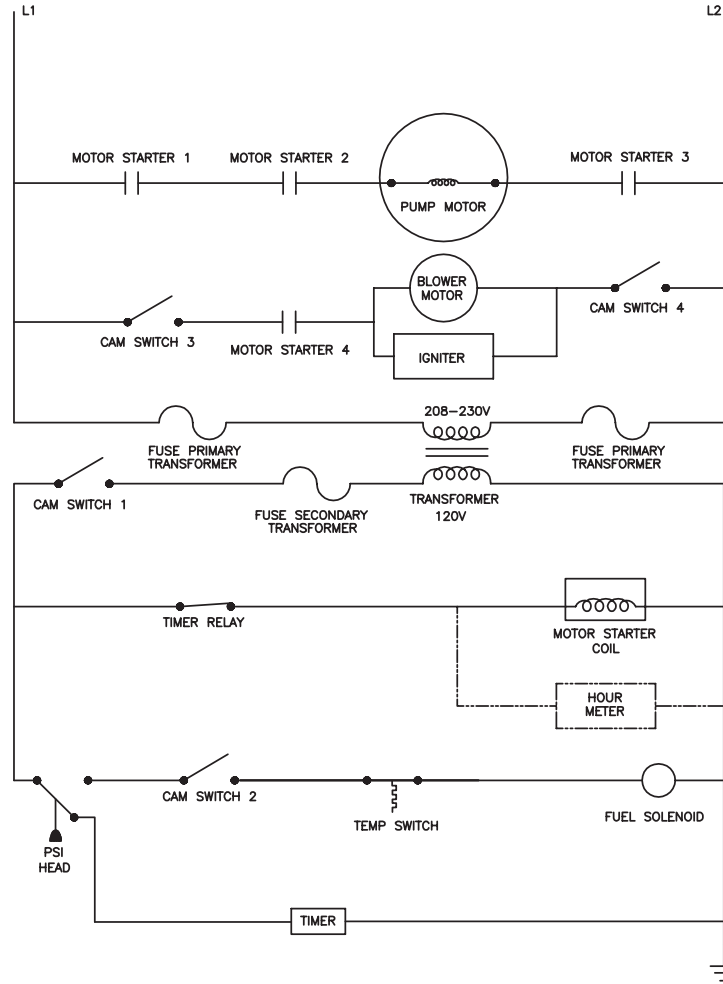 L1
L2
MOTOR STARTER 1
MOTOR STARTER 2
MOTOR STARTER 3
PUMP MOTOR
BLOWER
MOTOR
CAM SWITCH 4
CAM SWITCH 3
MOTOR STARTER 4
IGNITER
208-230V
FUSE PRIMARY
TRANSFORMER
FUSE PRIMARY
TRANSFORMER
CAM SWITCH 1
FUSE SECONDARY
TRANSFORMER
TRANSFORMER
120V
TIMER RELAY
MOTOR STARTER
COIL
HOUR
METER
CAM SWITCH 2
TEMP SWITCH
FUEL SOLENOID
PSI
HEAD
TIMER